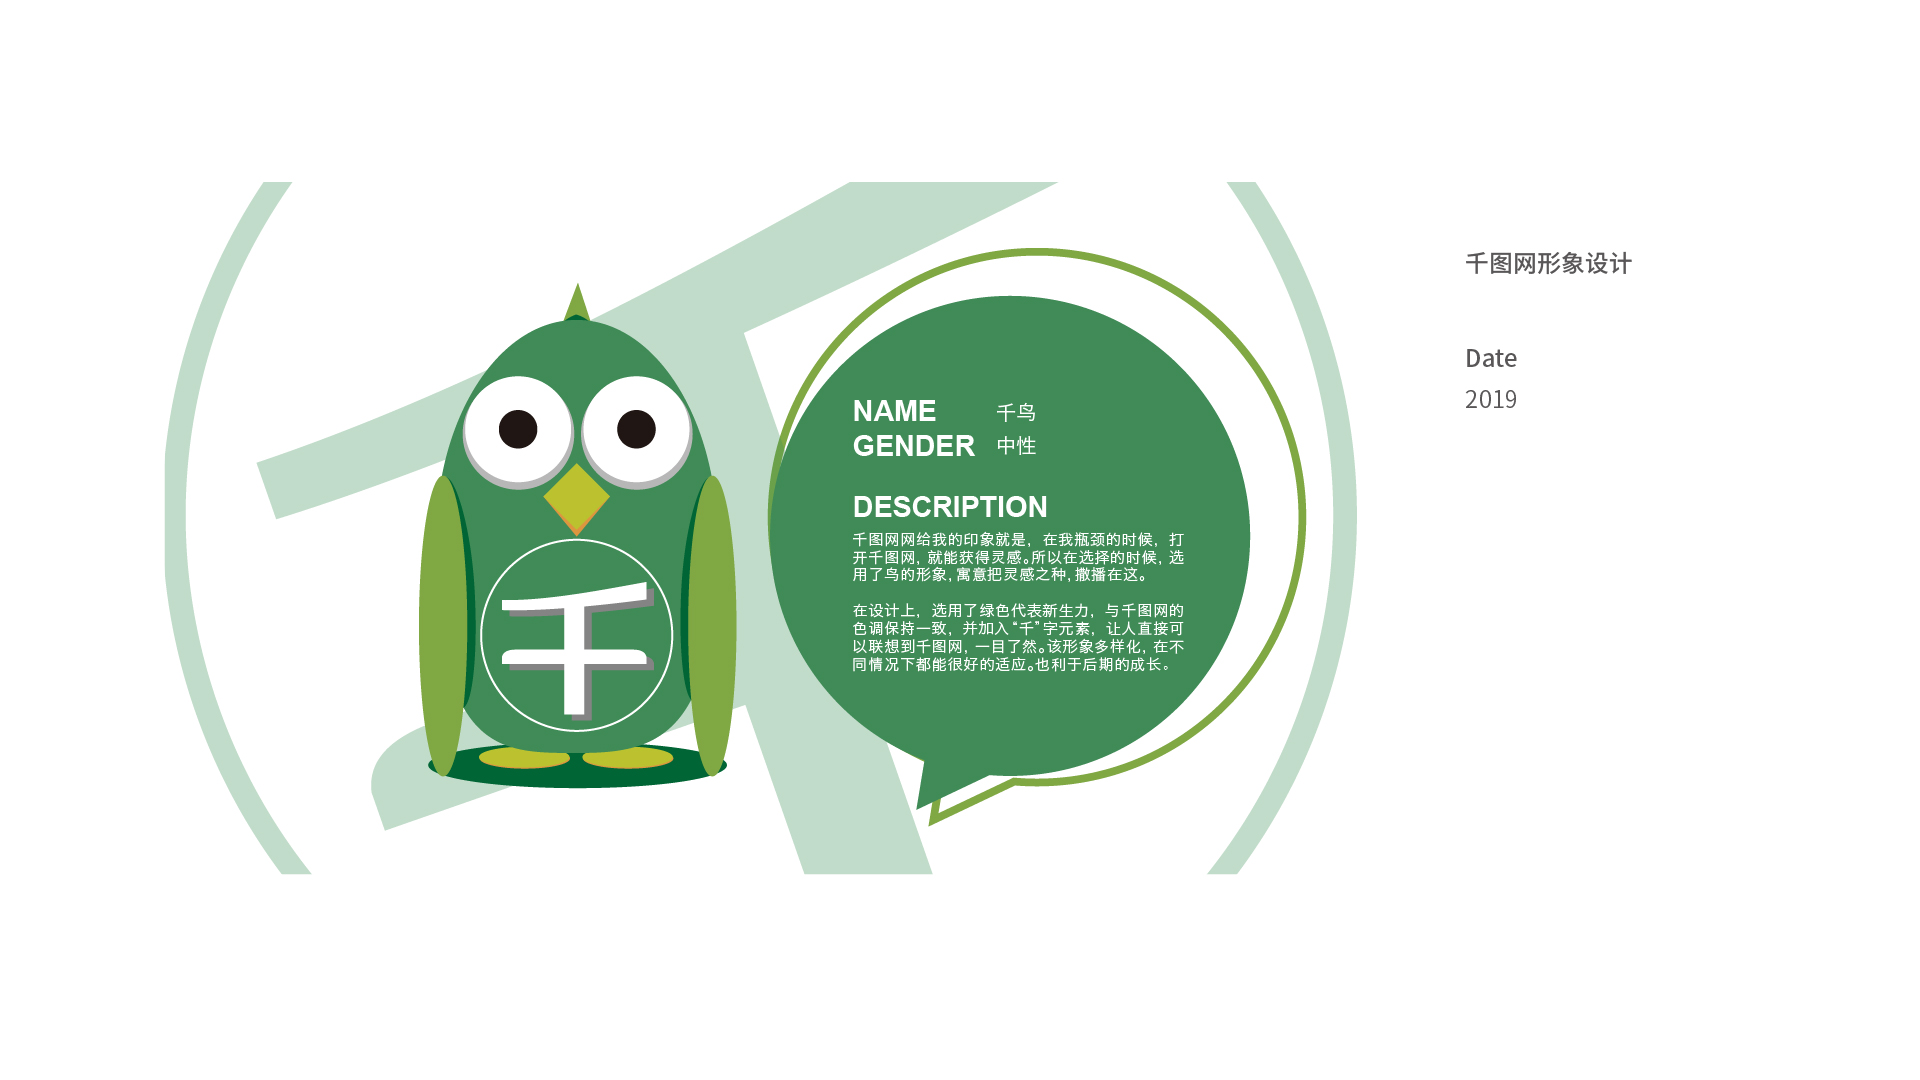 千图网形象设计
Date
2019
千
NAME 千鸟
GENDER 中性
DESCRIPTION
千图网网给我的印象就是，在我瓶颈的时候，打
开千图网，就能获得灵感。所以在选择的时候，选
用了鸟的形象，寓意把灵感之种，撒播在这。
在设计上，选用了绿色代表新生力，与千图网的
色调保持一致，并加入“千”字元素，让人直接可
以联想到千图网，一目了然。该形象多样化，在不
同情况下都能很好的适应。也利于后期的成长。